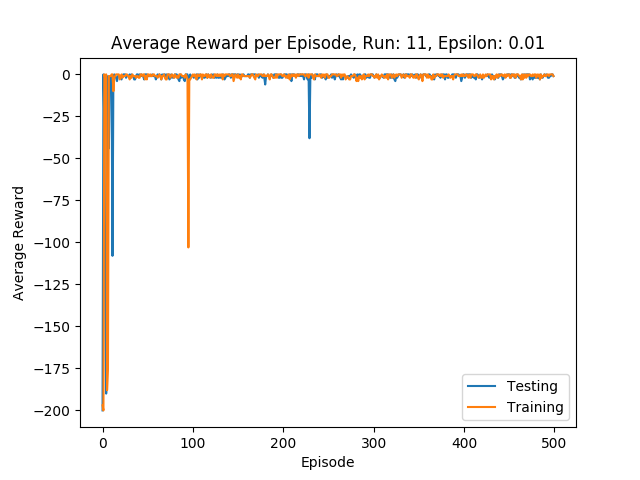 Average Reward per Episode, Run: 11, Epsilon: 0.01
0
−25
−50
−75
−100
−125
−150
−175
−200
Average Reward
0 100 200 300 400 500
Episode
Testing
Training